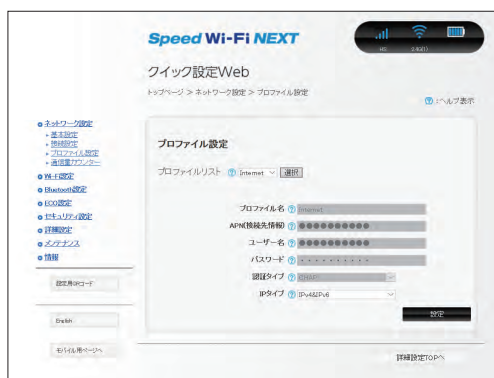 Speed Wi-Fi NEXT
クイック設定Web
トップページ > ネットワーク設定 > プロファイル設定
? :ヘルプ表示
ネットワーク設定
基本設定
接続設定
プロファイル設定
通信量カウンター
Wi-Fi設定
Bluetooth設定
ECO設定
セキュリティ設定
詳細設定
メンテナンス
情報
設定用QRコード
English
モバイル用ページへ
プロファイル設定
プロファイルリスト ? Internet 選択
プロファイル名 ? Internet
APN(接続先情報) ? ●●●●●●●●●●
ユーザー名 ? ●●●●●●●●●●
パスワード ? ••••••••••
認証タイプ ? CHAP
IPタイプ ? IPv4&IPv6
設定
詳細設定TOPへ